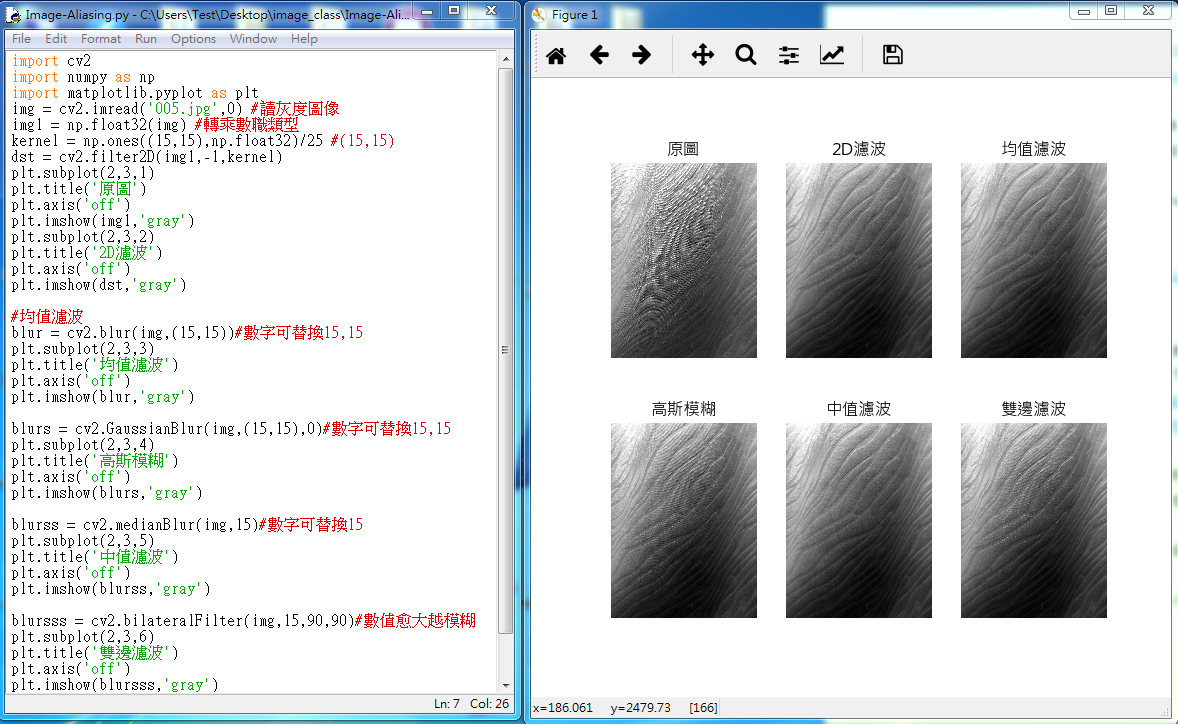 Image-Aliasing.py - C:\Users\Test\Desktop\image_class\Image-Ali...
File Edit Format Run Options Window Help
import cv2
import numpy as np
import matplotlib.pyplot as plt
img = cv2.imread('005.jpg',0) #讀灰度圖像
img1 = np.float32(img) #轉乘數職類型
kernel = np.ones((15,15),np.float32)/25 #(15,15)
dst = cv2.filter2D(img1,-1,kernel)
plt.subplot(2,3,1)
plt.title('原圖')
plt.axis('off')
plt.imshow(img1,'gray')
plt.subplot(2,3,2)
plt.title('2D濾波')
plt.axis('off')
plt.imshow(dst,'gray')
#均值濾波
blur = cv2.blur(img,(15,15))#數字可替換15,15
plt.subplot(2,3,3)
plt.title('均值濾波')
plt.axis('off')
plt.imshow(blur,'gray')
blurs = cv2.GaussianBlur(img,(15,15),0)#數字可替換15,15
plt.subplot(2,3,4)
plt.title('高斯模糊')
plt.axis('off')
plt.imshow(blurs,'gray')
blurss = cv2.medianBlur(img,15)#數字可替換15
plt.subplot(2,3,5)
plt.title('中值濾波')
plt.axis('off')
plt.imshow(blurss,'gray')
blursss = cv2.bilateralFilter(img,15,90,90)#數值愈大越模糊
plt.subplot(2,3,6)
plt.title('雙邊濾波')
plt.axis('off')
plt.imshow(blursss,'gray')
Ln: 7 Col: 26
Figure 1
原圖
2D濾波
均值濾波
高斯模糊
中值濾波
雙邊濾波
x=186.061 y=2479.73 [166]